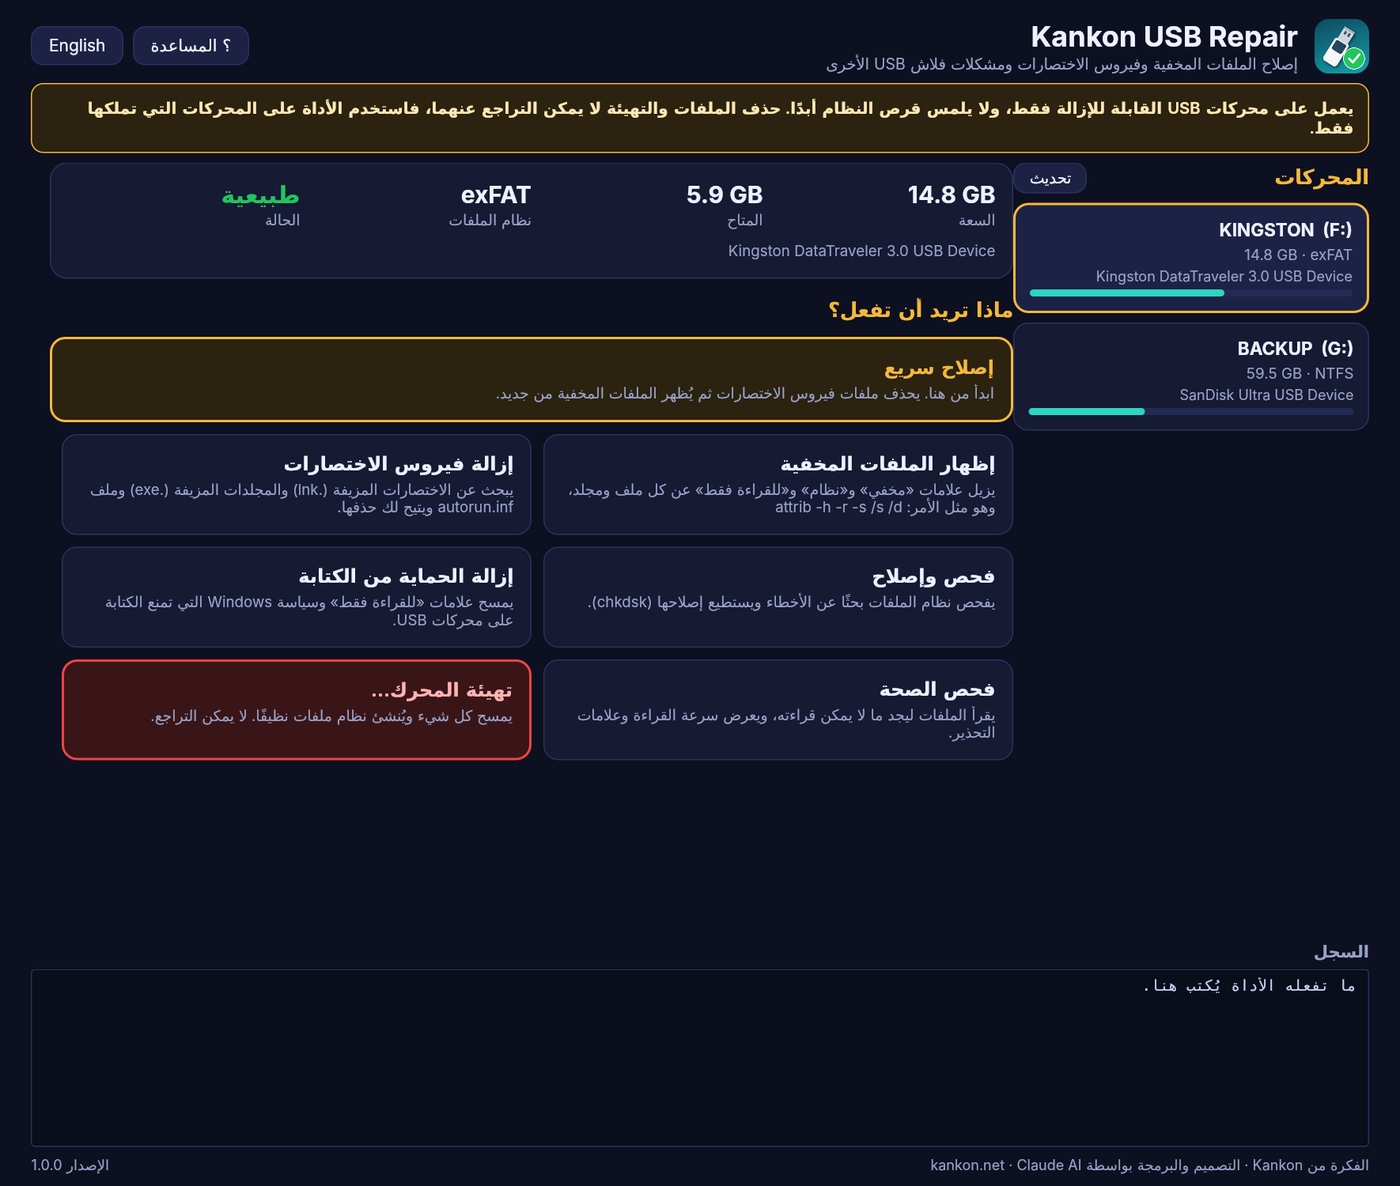 Kankon USB Repair
إصلاح الملفات المخفية وفيروس الاختصارات ومشكلات فلاش USB الأخرى
؟ المساعدة
English
يعمل على محركات USB القابلة للإزالة فقط، ولا يلمس قرص النظام أبدًا. حذف الملفات والتهيئة لا يمكن التراجع عنهما، فاستخدم الأداة على المحركات التي تملكها
فقط.
المحركات
تحديث
KINGSTON (F:)
14.8 GB · exFAT
Kingston DataTraveler 3.0 USB Device
BACKUP (G:)
59.5 GB · NTFS
SanDisk Ultra USB Device
14.8 GB
السعة
5.9 GB
المتاح
exFAT
نظام الملفات
طبيعية
الحالة
Kingston DataTraveler 3.0 USB Device
ماذا تريد أن تفعل؟
إصلاح سريع
ابدأ من هنا. يحذف ملفات فيروس الاختصارات ثم يُظهر الملفات المخفية من جديد.
إظهار الملفات المخفية
يزيل علامات «مخفي» و«نظام» و«للقراءة فقط» عن كل ملف ومجلد،
وهو مثل الأمر: attrib -h -r -s /s /d
إزالة فيروس الاختصارات
يبحث عن الاختصارات المزيفة (.lnk) والمجلدات المزيفة (.exe) وملف
autorun.inf ويتيح لك حذفها.
فحص وإصلاح
يفحص نظام الملفات بحثًا عن الأخطاء ويستطيع إصلاحها (chkdsk).
إزالة الحماية من الكتابة
يمسح علامات «للقراءة فقط» وسياسة Windows التي تمنع الكتابة
على محركات USB.
فحص الصحة
يقرأ الملفات ليجد ما لا يمكن قراءته، ويعرض سرعة القراءة وعلامات
التحذير.
تهيئة المحرك...
يمسح كل شيء ويُنشئ نظام ملفات نظيفًا. لا يمكن التراجع.
السجل
ما تفعله الأداة يُكتب هنا.
الفكرة من Kankon · التصميم والبرمجة بواسطة kankon.net · Claude AI
الإصدار 1.0.0